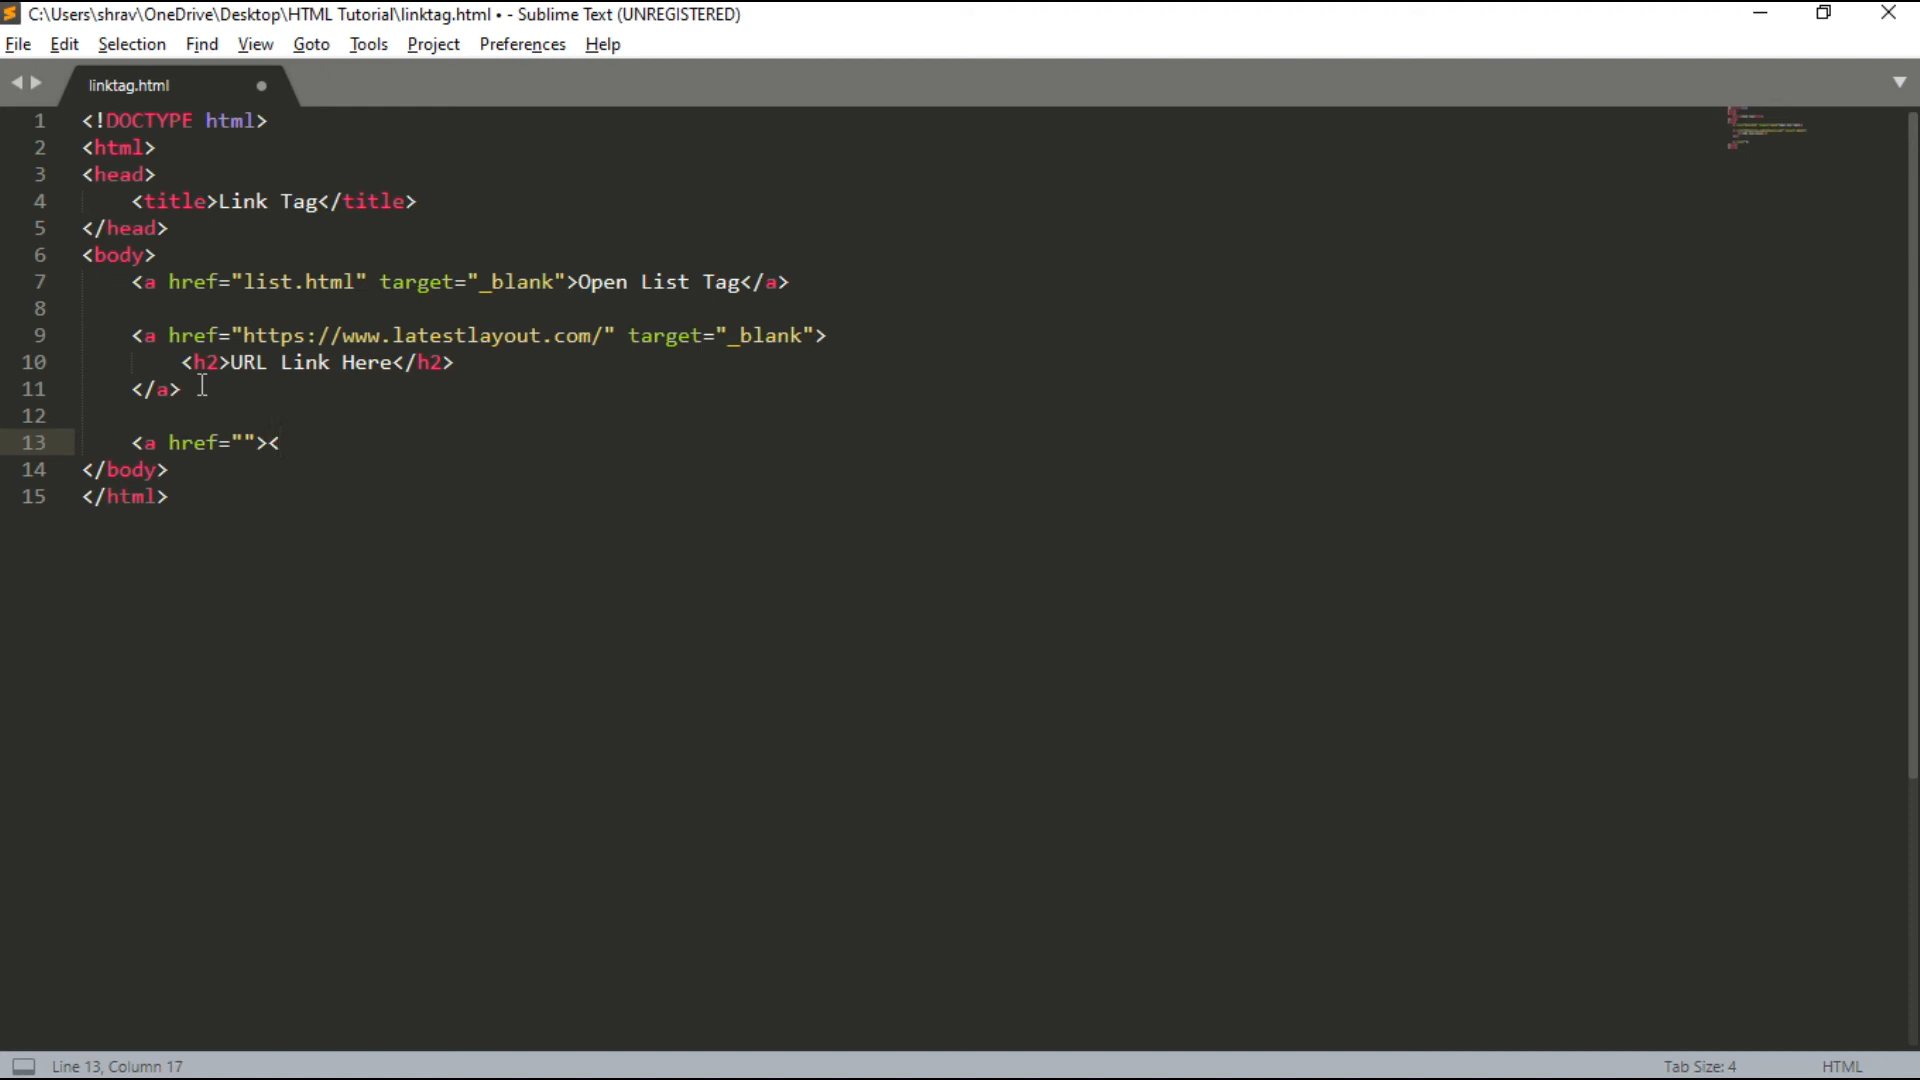 C:\Users\shrav\OneDrive\Desktop\HTML Tutorial\linktag.html • - Sublime Text (UNREGISTERED)
File Edit Selection Find View Goto Tools Project Preferences Help
linktag.html
1 <!DOCTYPE html>
2 <html>
3 <head>
4     <title>Link Tag</title>
5 </head>
6 <body>
7     <a href="list.html" target="_blank">Open List Tag</a>
8
9     <a href="https://www.latestlayout.com/" target="_blank">
10         <h2>URL Link Here</h2>
11     </a>
12
13     <a href=""><
14 </body>
15 </html>
Line 13, Column 17 Tab Size: 4 HTML